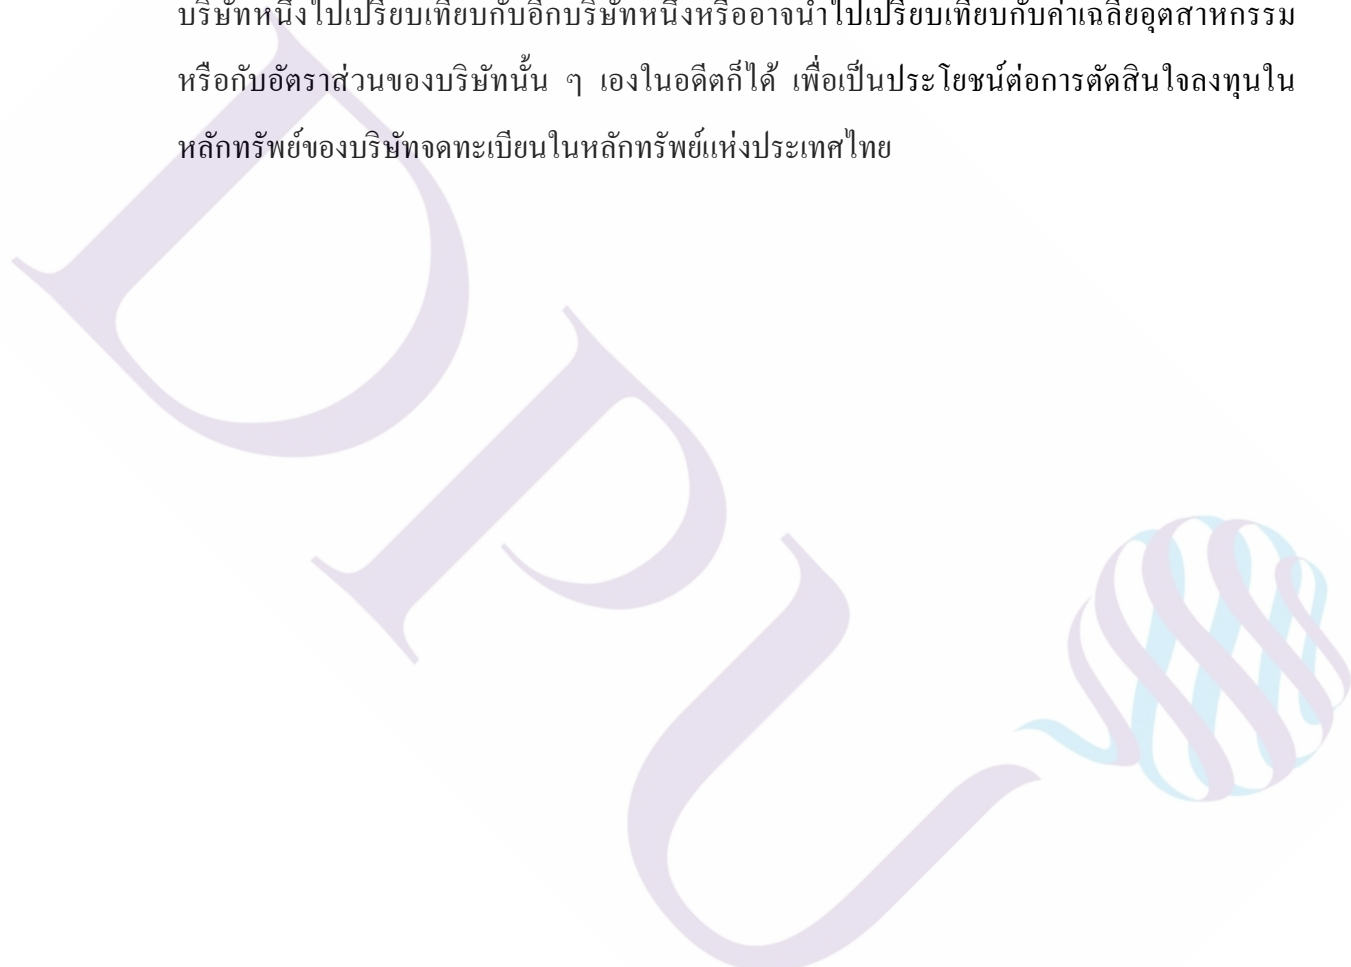 บริษัทหนึ่งไปเปรียบเทียบกับอีกบริษัทหนึ่งหรืออาจนำไปเปรียบเทียบกับค่าเฉลี่ยอุตสาหกรรม
หรือกับอัตราส่วนของบริษัทนั้น ๆ เองในอดีตก็ได้ เพื่อเป็นประโยชน์ต่อการตัดสินใจลงทุนใน
หลักทรัพย์ของบริษัทจดทะเบียนในหลักทรัพย์แห่งประเทศไทย
DPU